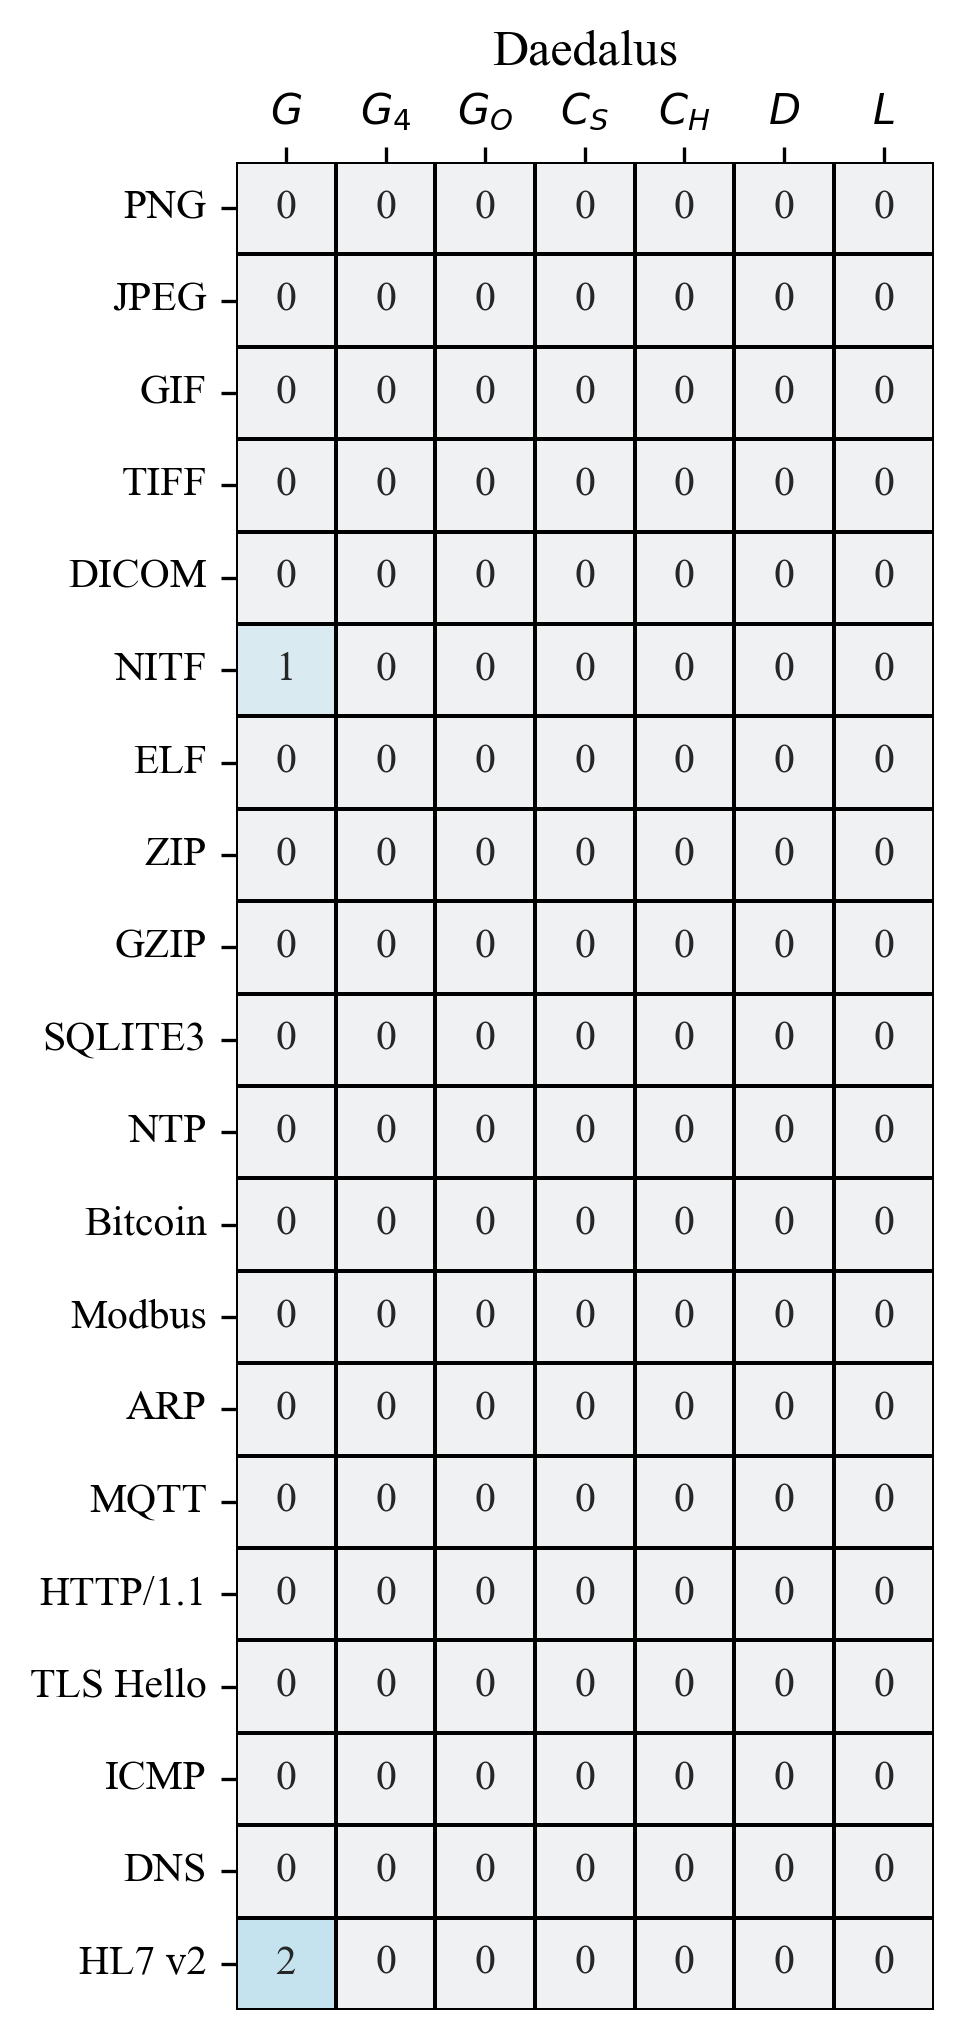 Daedalus
G G4 GO CS CH D L
PNG 0 0 0 0 0 0 0
JPEG 0 0 0 0 0 0 0
GIF 0 0 0 0 0 0 0
TIFF 0 0 0 0 0 0 0
DICOM 0 0 0 0 0 0 0
NITF 1 0 0 0 0 0 0
ELF 0 0 0 0 0 0 0
ZIP 0 0 0 0 0 0 0
GZIP 0 0 0 0 0 0 0
SQLITE3 0 0 0 0 0 0 0
NTP 0 0 0 0 0 0 0
Bitcoin 0 0 0 0 0 0 0
Modbus 0 0 0 0 0 0 0
ARP 0 0 0 0 0 0 0
MQTT 0 0 0 0 0 0 0
HTTP/1.1 0 0 0 0 0 0 0
TLS Hello 0 0 0 0 0 0 0
ICMP 0 0 0 0 0 0 0
DNS 0 0 0 0 0 0 0
HL7 v2 2 0 0 0 0 0 0